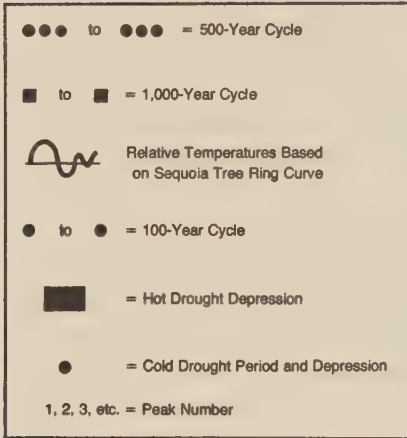 ●●● to ●●● = 500-Year Cycle
■ to ■ = 1,000-Year Cycle
Relative Temperatures Based
on Sequoia Tree Ring Curve
● to ● = 100-Year Cycle
= Hot Drought Depression
● = Cold Drought Period and Depression
1, 2, 3, etc. = Peak Number